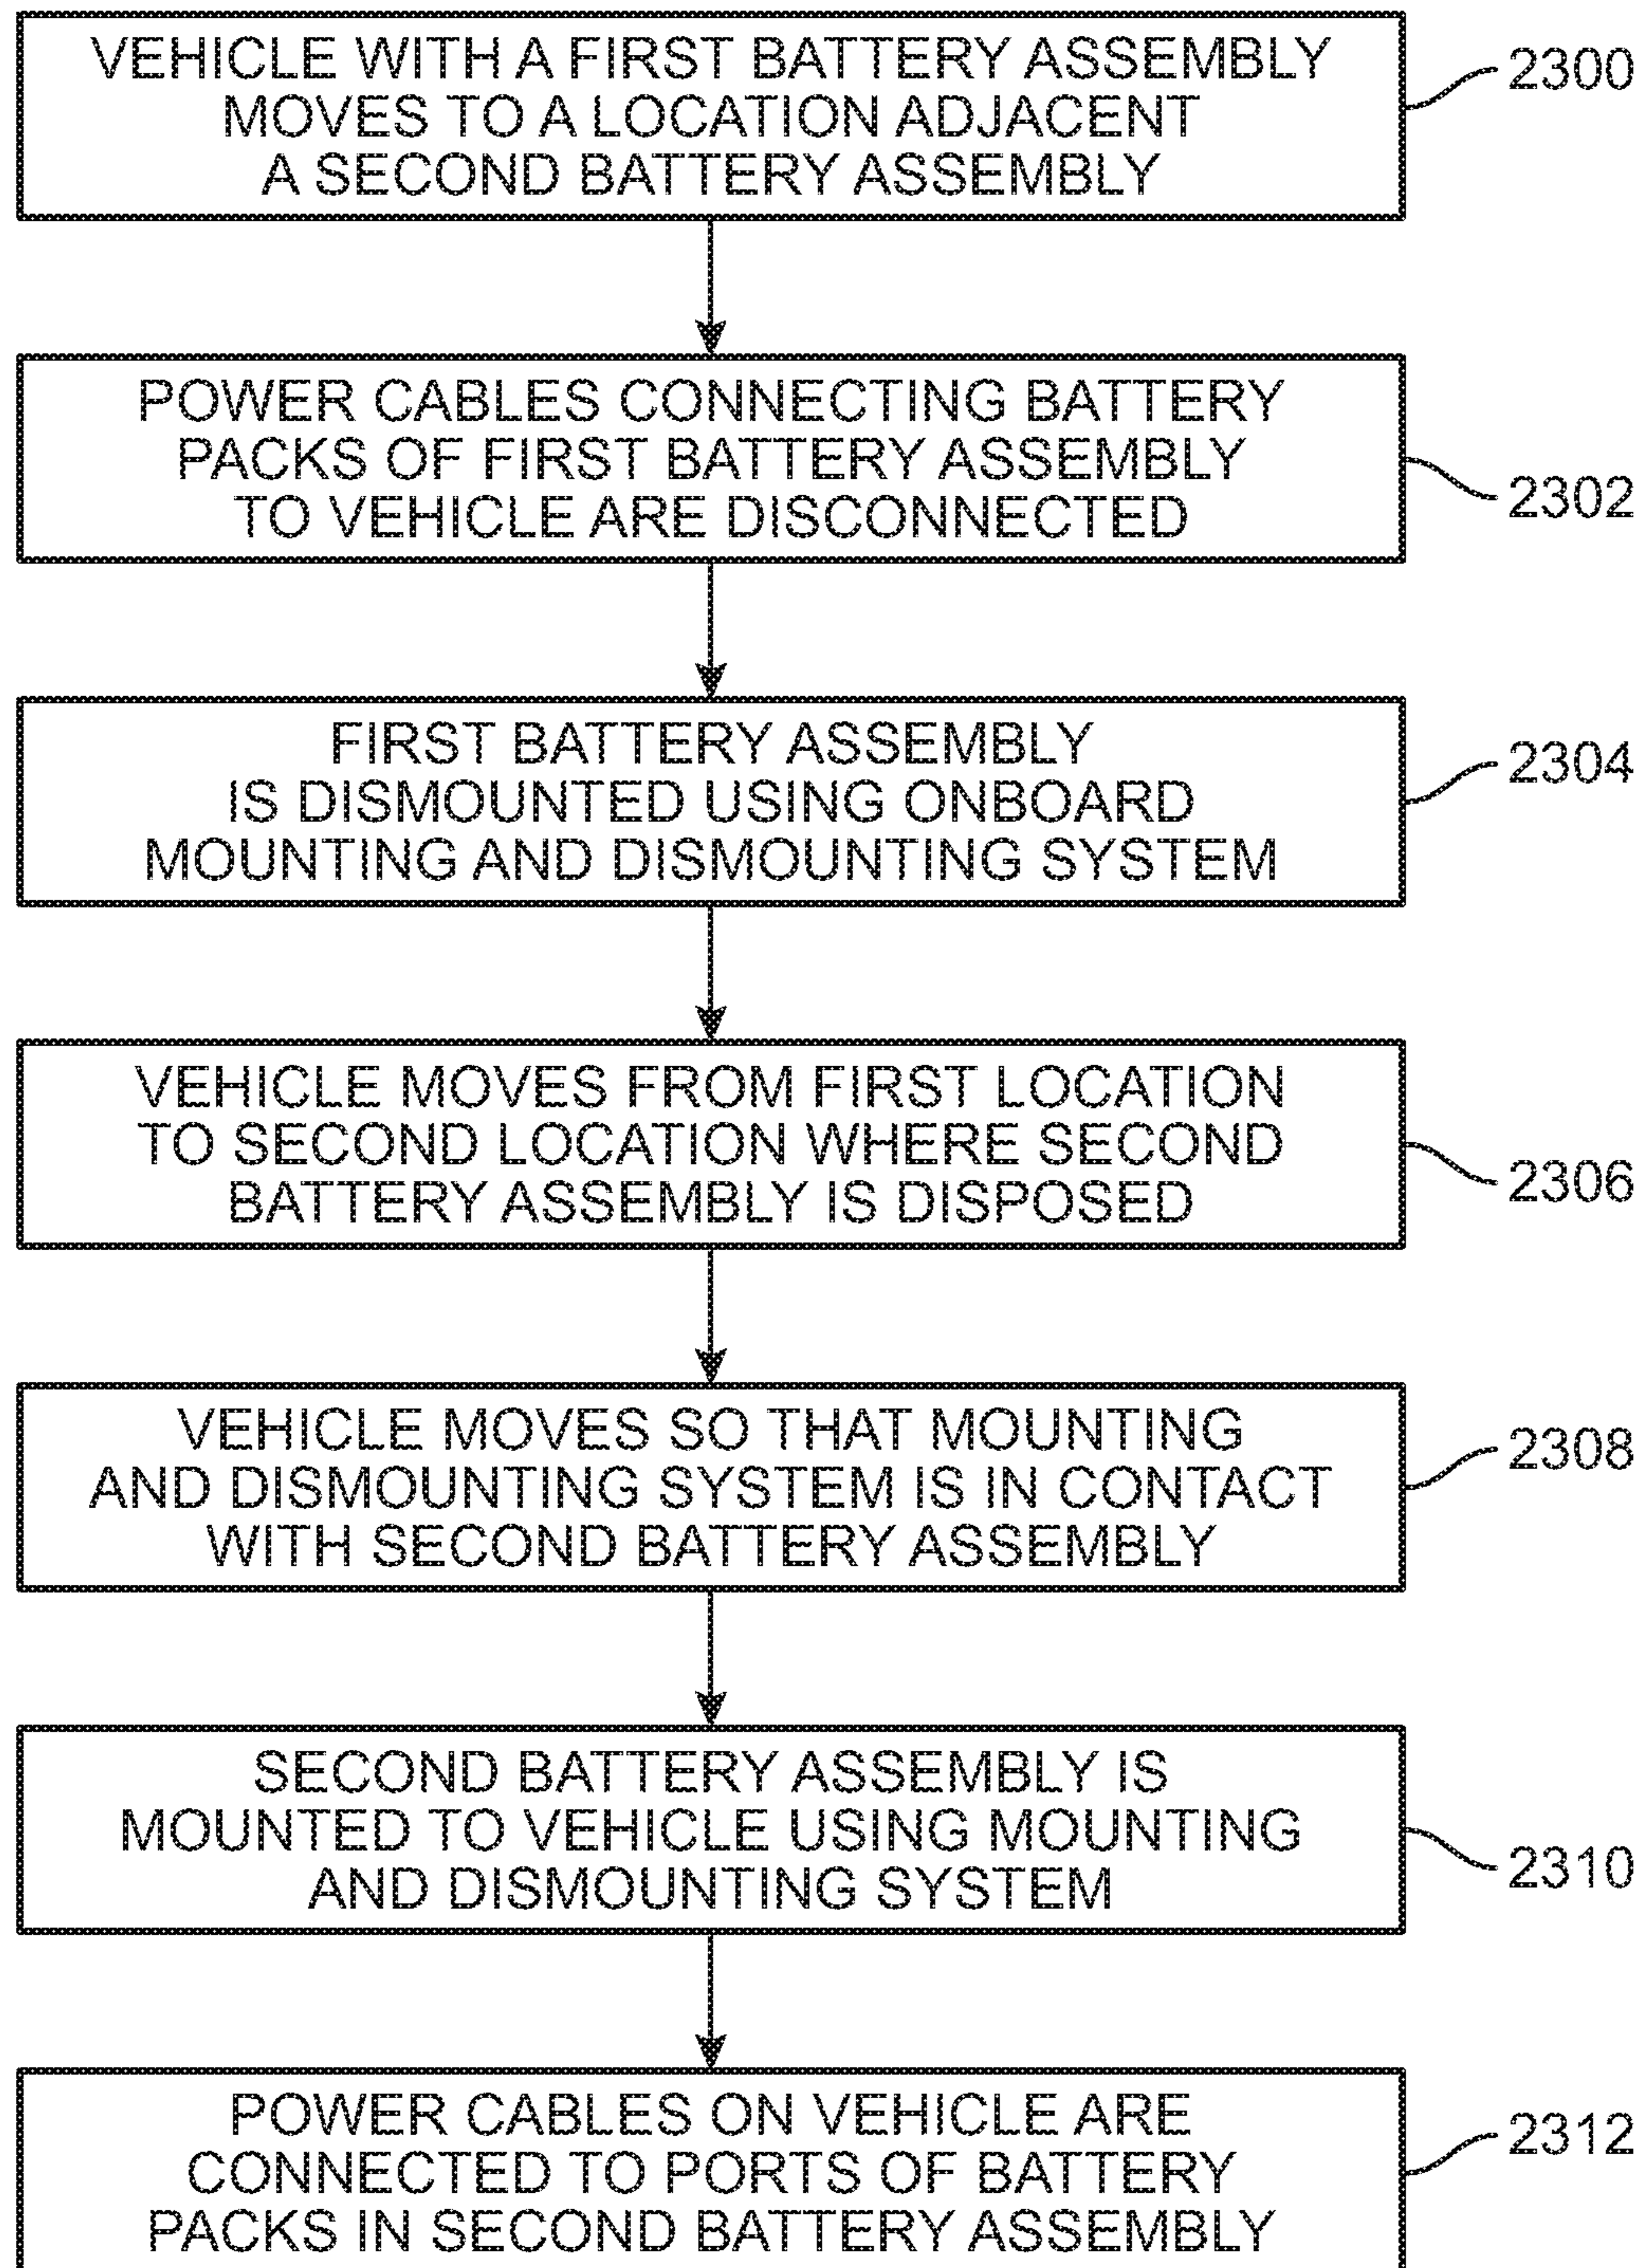 VEHICLE WITH A FIRST BATTERY ASSEMBLY
MOVES TO A LOCATION ADJACENT
A SECOND BATTERY ASSEMBLY
2300
POWER CABLES CONNECTING BATTERY
PACKS OF FIRST BATTERY ASSEMBLY
TO VEHICLE ARE DISCONNECTED
2302
FIRST BATTERY ASSEMBLY
IS DISMOUNTED USING ONBOARD
MOUNTING AND DISMOUNTING SYSTEM
2304
VEHICLE MOVES FROM FIRST LOCATION
TO SECOND LOCATION WHERE SECOND
BATTERY ASSEMBLY IS DISPOSED
2306
VEHICLE MOVES SO THAT MOUNTING
AND DISMOUNTING SYSTEM IS IN CONTACT
WITH SECOND BATTERY ASSEMBLY
2308
SECOND BATTERY ASSEMBLY IS
MOUNTED TO VEHICLE USING MOUNTING
AND DISMOUNTING SYSTEM
2310
POWER CABLES ON VEHICLE ARE
CONNECTED TO PORTS OF BATTERY
PACKS IN SECOND BATTERY ASSEMBLY
2312